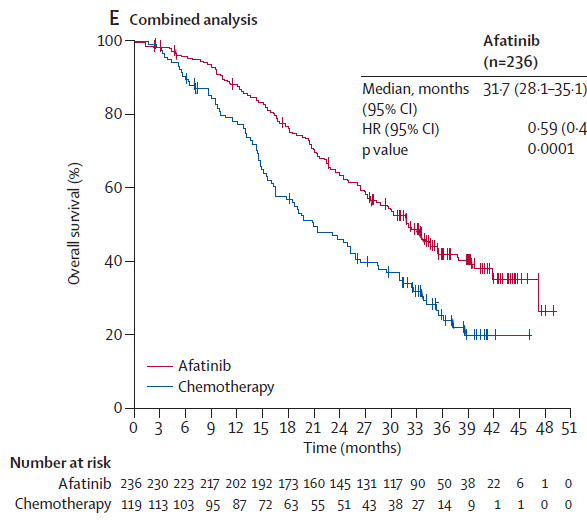 E Combined analysis
Afatinib
(n=236)
Median, months 31·7 (28·1–35·1)
(95% CI)
HR (95% CI) 0·59 (0·4
p value 0·0001
100
80
60
40
20
0
Overall survival (%)
Afatinib
Chemotherapy
0 3 6 9 12 15 18 21 24 27 30 33 36 39 42 45 48 51
Time (months)
Number at risk
Afatinib 236 230 223 217 202 192 173 160 145 131 117 90 50 38 22 6 1 0
Chemotherapy 119 113 103 95 87 72 63 55 51 43 38 27 14 9 1 1 0 0